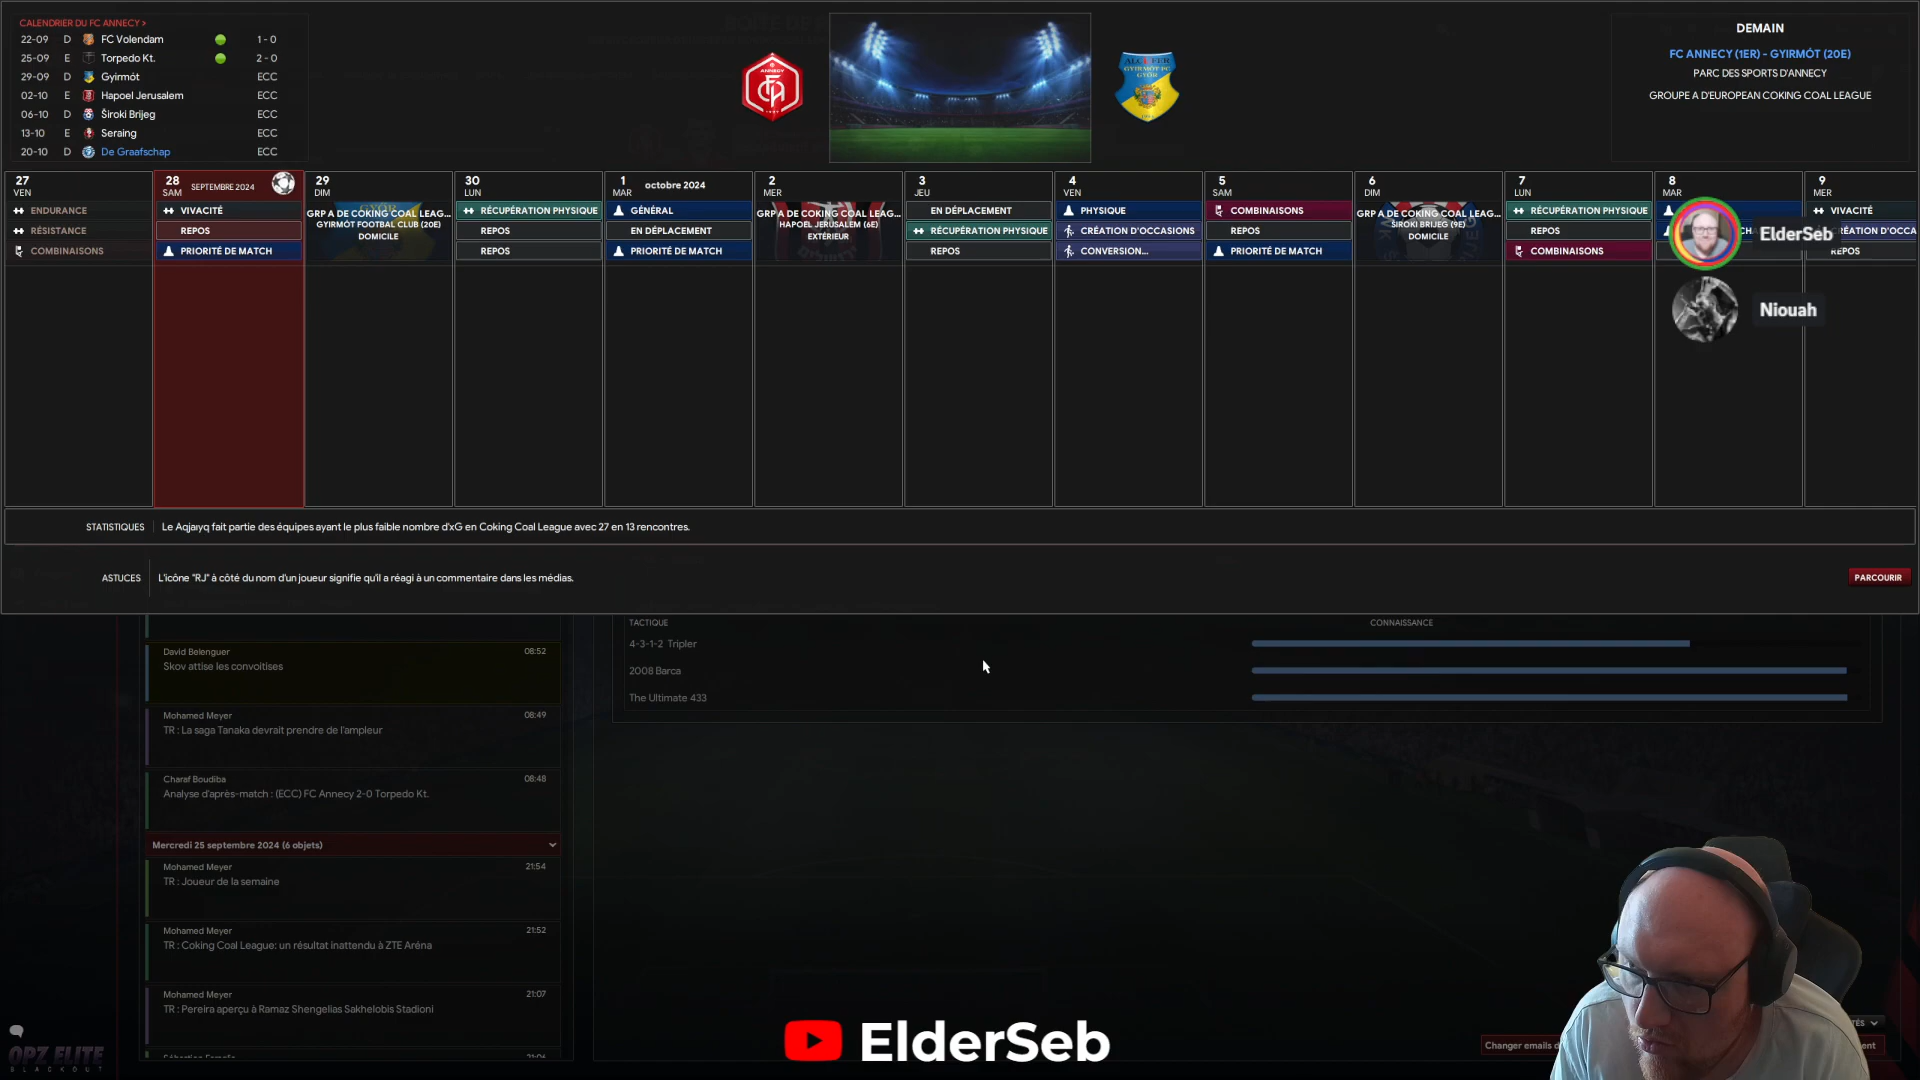 CALENDRIER DU FC ANNECY >
22-09 D FC Volendam 1 - 0
25-09 E Torpedo Kt. 2 - 0
29-09 D Gyirmót ECC
02-10 E Hapoel Jerusalem ECC
06-10 D Široki Brijeg ECC
13-10 E Seraing ECC
20-10 D De Graafschap ECC
DEMAIN
FC ANNECY (1ER) - GYIRMÓT (20E)
PARC DES SPORTS D'ANNECY
GROUPE A D'EUROPEAN COKING COAL LEAGUE
27 VEN
ENDURANCE
RÉSISTANCE
COMBINAISONS
28 SAM SEPTEMBRE 2024
VIVACITÉ
REPOS
PRIORITÉ DE MATCH
29 DIM
GRP A DE COKING COAL LEAG...
GYIRMÓT FOOTBAL CLUB (20E)
DOMICILE
30 LUN
RÉCUPÉRATION PHYSIQUE
REPOS
REPOS
1 MAR octobre 2024
GÉNÉRAL
EN DÉPLACEMENT
PRIORITÉ DE MATCH
2 MER
GRP A DE COKING COAL LEAG...
HAPOEL JERUSALEM (6E)
EXTÉRIEUR
3 JEU
EN DÉPLACEMENT
RÉCUPÉRATION PHYSIQUE
REPOS
4 VEN
PHYSIQUE
CRÉATION D'OCCASIONS
CONVERSION...
5 SAM
COMBINAISONS
REPOS
PRIORITÉ DE MATCH
6 DIM
GRP A DE COKING COAL LEAG...
ŠIROKI BRIJEG (9E)
DOMICILE
7 LUN
RÉCUPÉRATION PHYSIQUE
REPOS
COMBINAISONS
8 MAR
9 MER
VIVACITÉ
RÉATION D'OCCA
REPOS
ElderSeb
Niouah
STATISTIQUES Le Aqjaıyq fait partie des équipes ayant le plus faible nombre d'xG en Coking Coal League avec 27 en 13 rencontres.
ASTUCES L'icône "RJ" à côté du nom d'un joueur signifie qu'il a réagi à un commentaire dans les médias.
PARCOURIR
David Belenguer 08:52
Skov attise les convoitises
Mohamed Meyer 08:49
TR : La saga Tanaka devrait prendre de l'ampleur
Charaf Boudiba 08:48
Analyse d'après-match : (ECC) FC Annecy 2-0 Torpedo Kt.
Mercredi 25 septembre 2024 (6 objets)
Mohamed Meyer 21:54
TR : Joueur de la semaine
Mohamed Meyer 21:52
TR : Coking Coal League: un résultat inattendu à ZTE Aréna
Mohamed Meyer 21:07
TR : Pereira aperçu à Ramaz Shengelias Sakhelobis Stadioni
TACTIQUE CONNAISSANCE
4-3-1-2 Tripler
2008 Barca
The Ultimate 433
OPZ ELITE
BLACKOUT
ElderSeb
Changer emails d